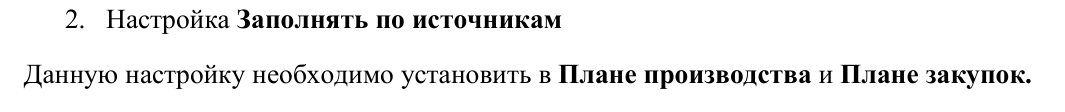 2. Настройка Заполнять по источникам
Данную настройку необходимо установить в Плане производства и Плане закупок.